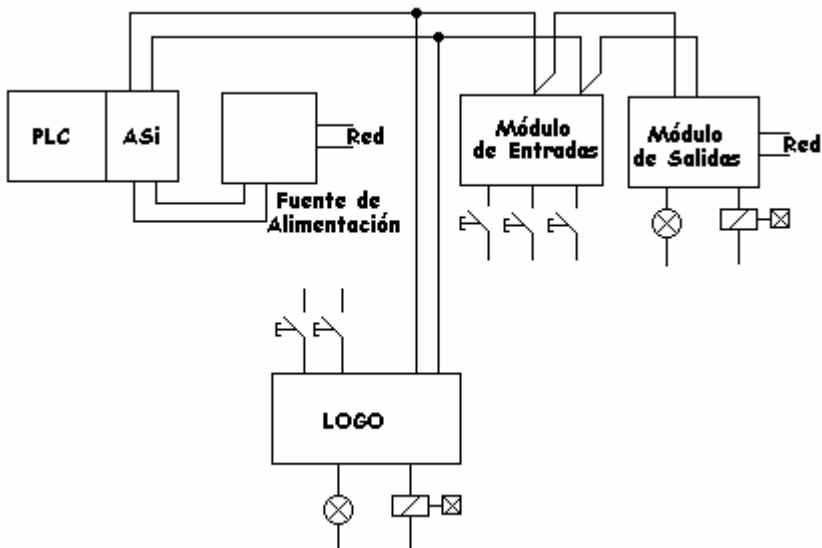 PLC
ASi
Red
Fuente de
Alimentación
Módulo
de Entradas
Módulo
de Salidas
Red
LOGO